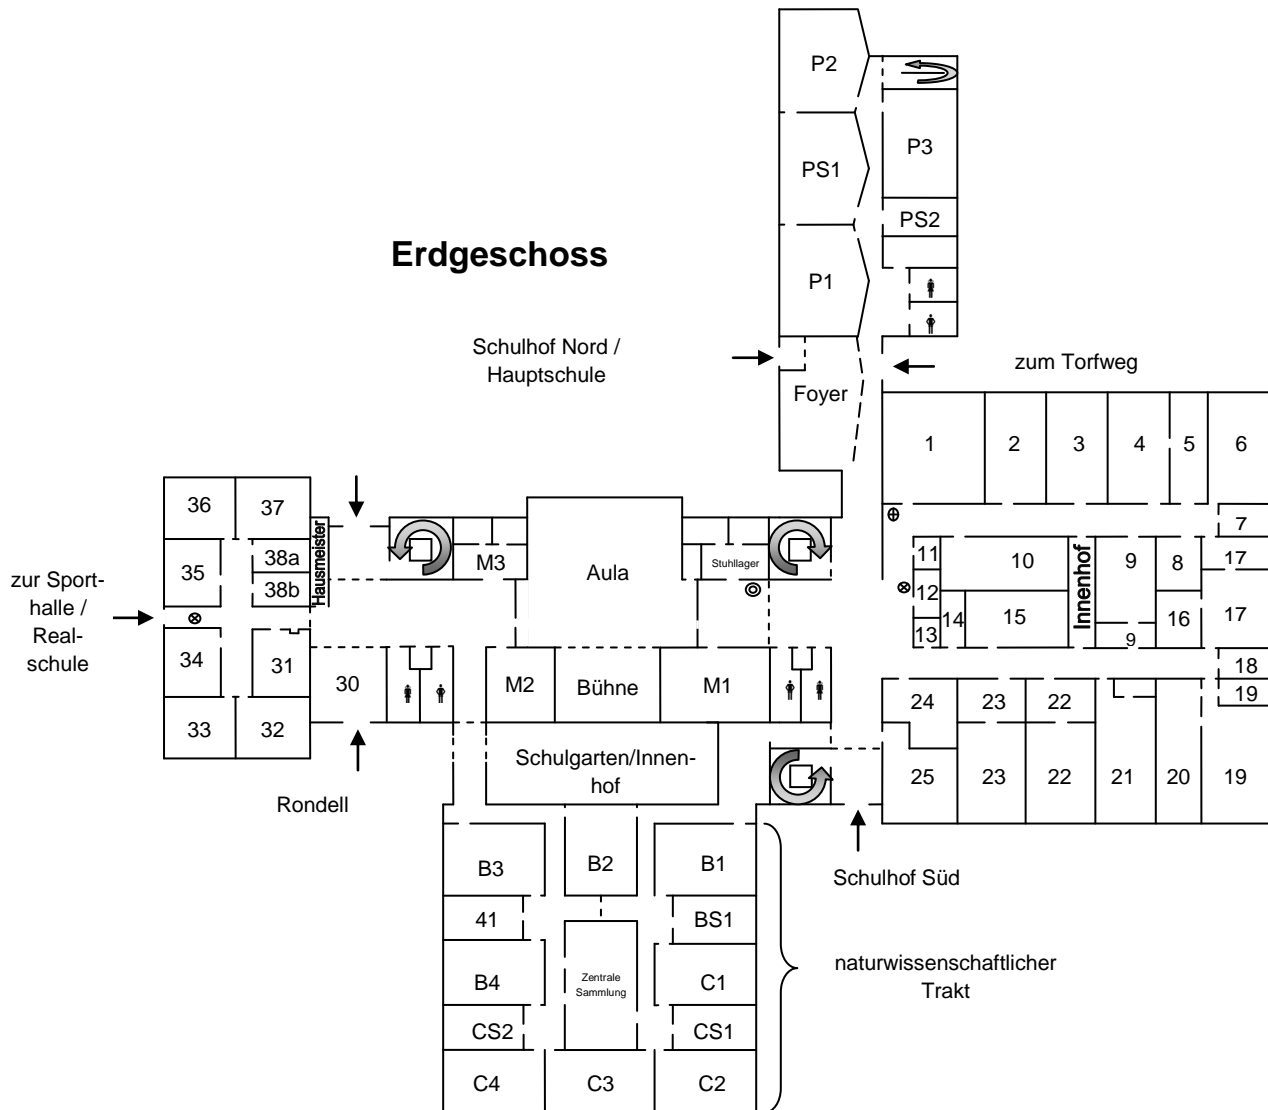 P2
P3
PS1
PS2
Erdgeschoss
P1
Schulhof Nord /
Hauptschule
zum Torfweg
Foyer
1
2
3
4
5
6
36
37
7
Hausmeister
38a
M3
Aula
Stuhllager
11
10
Innenhof
9
8
17
35
38b
zur Sport-
halle /
Real-
schule
12
14
15
16
17
13
9
34
31
30
M2
Bühne
M1
18
19
24
23
22
33
32
Schulgarten/Innen-
hof
25
23
22
21
20
19
Rondell
B3
B2
B1
Schulhof Süd
41
BS1
B4
Zentrale
Sammlung
C1
naturwissenschaftlicher
Trakt
CS2
CS1
C4
C3
C2